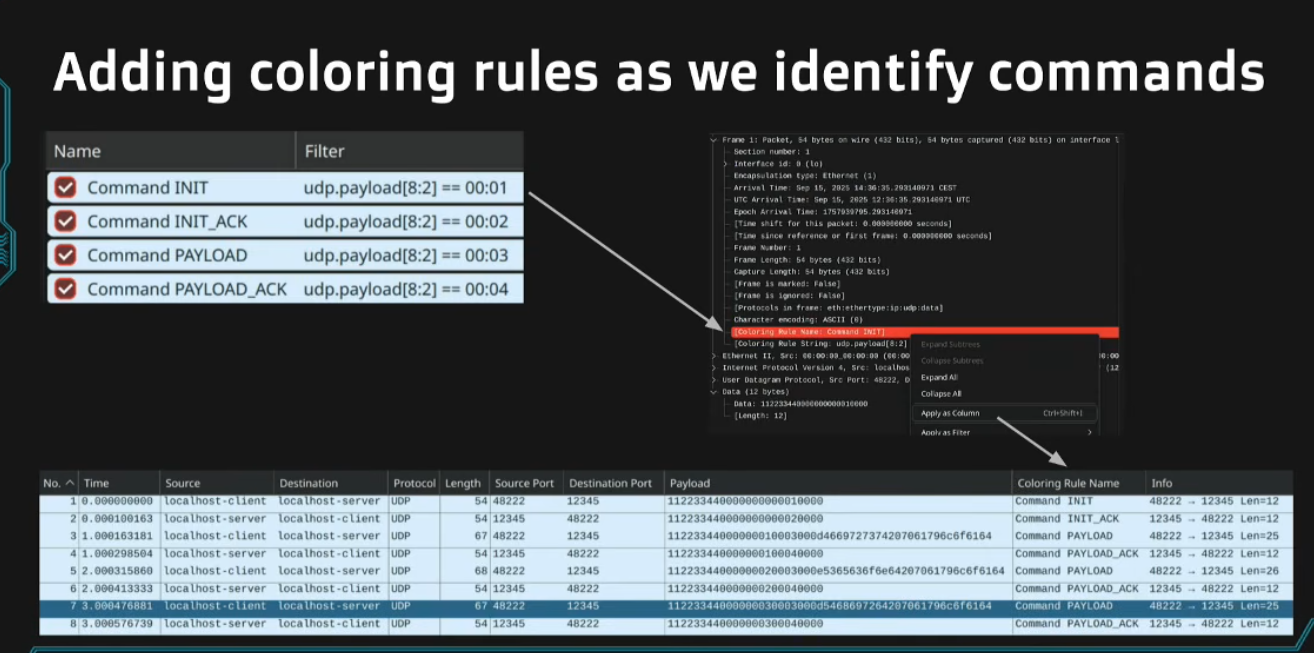 Adding coloring rules as we identify commands
Name Filter
Command INIT udp.payload[8:2] == 00:01
Command INIT_ACK udp.payload[8:2] == 00:02
Command PAYLOAD udp.payload[8:2] == 00:03
Command PAYLOAD_ACK udp.payload[8:2] == 00:04
Frame 1: Packet, 54 bytes on wire (432 bits), 54 bytes captured (432 bits) on interface l
Section number: 1
Interface id: 0 (lo)
Encapsulation type: Ethernet (1)
Arrival Time: Sep 15, 2025 14:36:35.293140971 CEST
UTC Arrival Time: Sep 15, 2025 12:36:35.293140971 UTC
Epoch Arrival Time: 1757939795.293140971
[Time shift for this packet: 0.000000000 seconds]
[Time since reference or first frame: 0.000000000 seconds]
Frame Number: 1
Frame Length: 54 bytes (432 bits)
Capture Length: 54 bytes (432 bits)
[Frame is marked: False]
[Frame is ignored: False]
[Protocols in frame: eth:ethertype:ip:udp:data]
Character encoding: ASCII (0)
[Coloring Rule Name: Command INIT]
[Coloring Rule String: udp.payload[8:2]
Ethernet II, Src: 00:00:00_00:00:00 (00:00 00:00
Internet Protocol Version 4, Src: localhos (12
User Datagram Protocol, Src Port: 48222, D
Data (12 bytes)
Data: 112233440000000000010000
[Length: 12]
Expand Subtrees
Collapse Subtrees
Expand All
Collapse All
Apply as Column Ctrl+Shift+I
Apply as Filter
No. Time Source Destination Protocol Length Source Port Destination Port Payload Coloring Rule Name Info
1 0.000000000 localhost-client localhost-server UDP 54 48222 12345 112233440000000000010000 Command INIT 48222 → 12345 Len=12
2 0.000100163 localhost-server localhost-client UDP 54 12345 48222 112233440000000000020000 Command INIT_ACK 12345 → 48222 Len=12
3 1.000163181 localhost-client localhost-server UDP 67 48222 12345 11223344000000010003000d4669727374207061796c6f6164 Command PAYLOAD 48222 → 12345 Len=25
4 1.000298504 localhost-server localhost-client UDP 54 12345 48222 112233440000000100040000 Command PAYLOAD_ACK 12345 → 48222 Len=12
5 2.000315860 localhost-client localhost-server UDP 68 48222 12345 11223344000000020003000e5365636f6e64207061796c6f6164 Command PAYLOAD 48222 → 12345 Len=26
6 2.000413333 localhost-server localhost-client UDP 54 12345 48222 112233440000000200040000 Command PAYLOAD_ACK 12345 → 48222 Len=12
7 3.000476881 localhost-client localhost-server UDP 67 48222 12345 11223344000000030003000d5468697264207061796c6f6164 Command PAYLOAD 48222 → 12345 Len=25
8 3.000576739 localhost-server localhost-client UDP 54 12345 48222 112233440000000300040000 Command PAYLOAD_ACK 12345 → 48222 Len=12